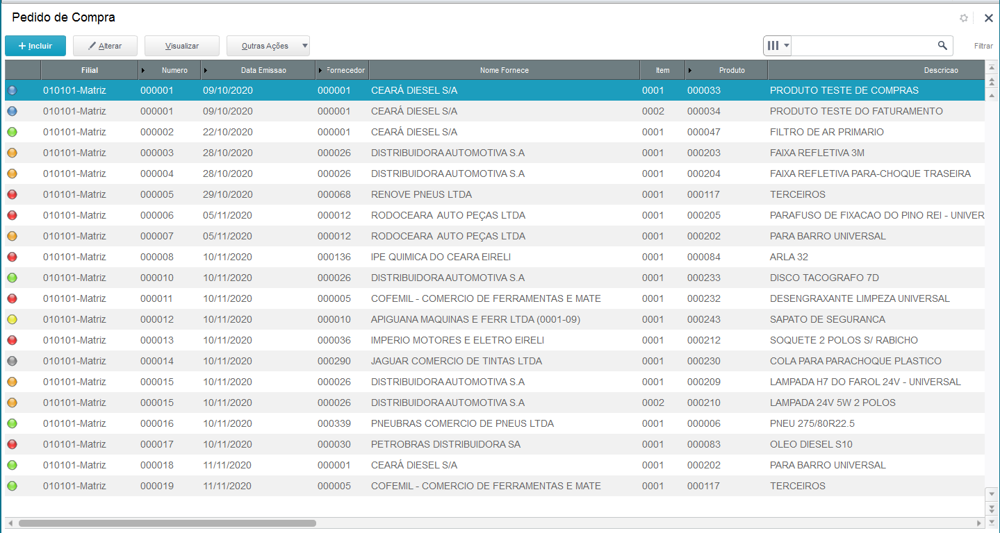 Pedido de Compra
Incluir Alterar Visualizar Outras Ações Filtrar
Filial Numero Data Emissao Fornecedor Nome Fornece Item Produto Descricao
010101-Matriz 000001 09/10/2020 000001 CEARÁ DIESEL S/A 0001 000033 PRODUTO TESTE DE COMPRAS
010101-Matriz 000001 09/10/2020 000001 CEARÁ DIESEL S/A 0002 000034 PRODUTO TESTE DO FATURAMENTO
010101-Matriz 000002 22/10/2020 000001 CEARÁ DIESEL S/A 0001 000047 FILTRO DE AR PRIMARIO
010101-Matriz 000003 28/10/2020 000026 DISTRIBUIDORA AUTOMOTIVA S.A 0001 000203 FAIXA REFLETIVA 3M
010101-Matriz 000004 28/10/2020 000026 DISTRIBUIDORA AUTOMOTIVA S.A 0001 000204 FAIXA REFLETIVA PARA-CHOQUE TRASEIRA
010101-Matriz 000005 29/10/2020 000068 RENOVE PNEUS LTDA 0001 000117 TERCEIROS
010101-Matriz 000006 05/11/2020 000012 RODOCEARA AUTO PEÇAS LTDA 0001 000205 PARAFUSO DE FIXACAO DO PINO REI - UNIVER
010101-Matriz 000007 05/11/2020 000012 RODOCEARA AUTO PEÇAS LTDA 0001 000202 PARA BARRO UNIVERSAL
010101-Matriz 000008 10/11/2020 000136 IPE QUIMICA DO CEARA EIRELI 0001 000084 ARLA 32
010101-Matriz 000010 10/11/2020 000026 DISTRIBUIDORA AUTOMOTIVA S.A 0001 000233 DISCO TACOGRAFO 7D
010101-Matriz 000011 10/11/2020 000005 COFEMIL - COMERCIO DE FERRAMENTAS E MATE 0001 000232 DESENGRAXANTE LIMPEZA UNIVERSAL
010101-Matriz 000012 10/11/2020 000010 APIGUANA MAQUINAS E FERR LTDA (0001-09) 0001 000243 SAPATO DE SEGURANCA
010101-Matriz 000013 10/11/2020 000036 IMPERIO MOTORES E ELETRO EIRELI 0001 000212 SOQUETE 2 POLOS S/ RABICHO
010101-Matriz 000014 10/11/2020 000290 JAGUAR COMERCIO DE TINTAS LTDA 0001 000230 COLA PARA PARACHOQUE PLASTICO
010101-Matriz 000015 10/11/2020 000026 DISTRIBUIDORA AUTOMOTIVA S.A 0001 000209 LAMPADA H7 DO FAROL 24V - UNIVERSAL
010101-Matriz 000015 10/11/2020 000026 DISTRIBUIDORA AUTOMOTIVA S.A 0002 000210 LAMPADA 24V 5W 2 POLOS
010101-Matriz 000016 10/11/2020 000339 PNEUBRAS COMERCIO DE PNEUS LTDA 0001 000006 PNEU 275/80R22.5
010101-Matriz 000017 10/11/2020 000030 PETROBRAS DISTRIBUIDORA SA 0001 000083 OLEO DIESEL S10
010101-Matriz 000018 11/11/2020 000001 CEARÁ DIESEL S/A 0001 000202 PARA BARRO UNIVERSAL
010101-Matriz 000019 11/11/2020 000005 COFEMIL - COMERCIO DE FERRAMENTAS E MATE 0001 000117 TERCEIROS